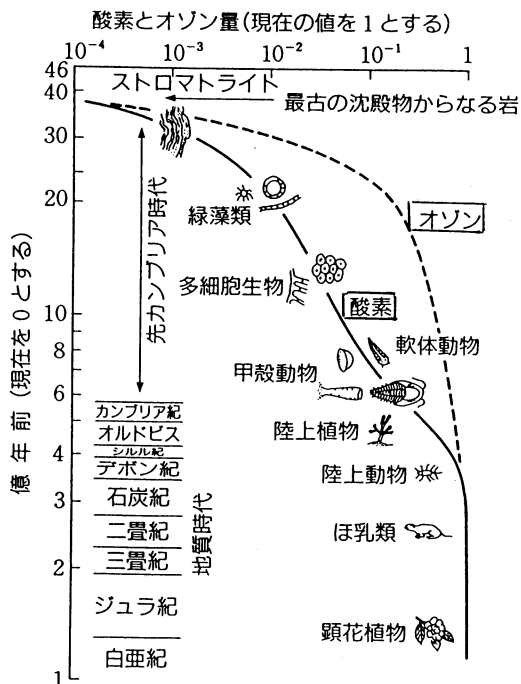 酸素とオゾン量(現在の値を1とする)
10⁻⁴ 10⁻³ 10⁻² 10⁻¹ 1
46
ストロマトライト
40
最古の沈殿物からなる岩
30
先カンブリア時代
20
緑藻類
オゾン
多細胞生物
10
酸素
8
軟体動物
甲殻動物
6
カンブリア紀
オルドビス
陸上植物
4
シルル紀
デボン紀
陸上動物
3
石炭紀
二畳紀
ほ乳類
三畳紀
2
地質時代
ジュラ紀
顕花植物
白亜紀
1
億年前(現在を0とする)